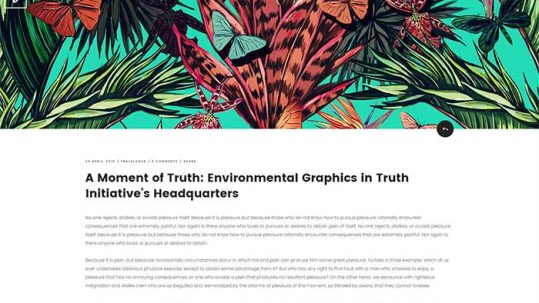 26 APRIL, 2016 / TRAVELOGUE / 0 COMMENTS / SHARE
A Moment of Truth: Environmental Graphics in Truth
Initiative's Headquarters
No one rejects, dislikes, or avoids pleasure itself, because it is pleasure, but because those who do not know how to pursue pleasure rationally encounter
consequences that are extremely painful. Nor again is there anyone who loves or pursues or desires to obtain pain of itself. No one rejects, dislikes, or avoids pleasure
itself, because it is pleasure, but because those who do not know how to pursue pleasure rationally encounter consequences that are extremely painful. Nor again is
there anyone who loves or pursues or desires to obtain.
Because it is pain, but because occasionally circumstances occur in which toil and pain can procure him some great pleasure. To take a trivial example, which of us
ever undertakes laborious physical exercise, except to obtain some advantage from it? But who has any right to find fault with a man who chooses to enjoy a
pleasure that has no annoying consequences, or one who avoids a pain that produces no resultant pleasure? On the other hand, we denounce with righteous
indignation and dislike men who are so beguiled and demoralized by the charms of pleasure of the moment, so blinded by desire, that they cannot foresee.